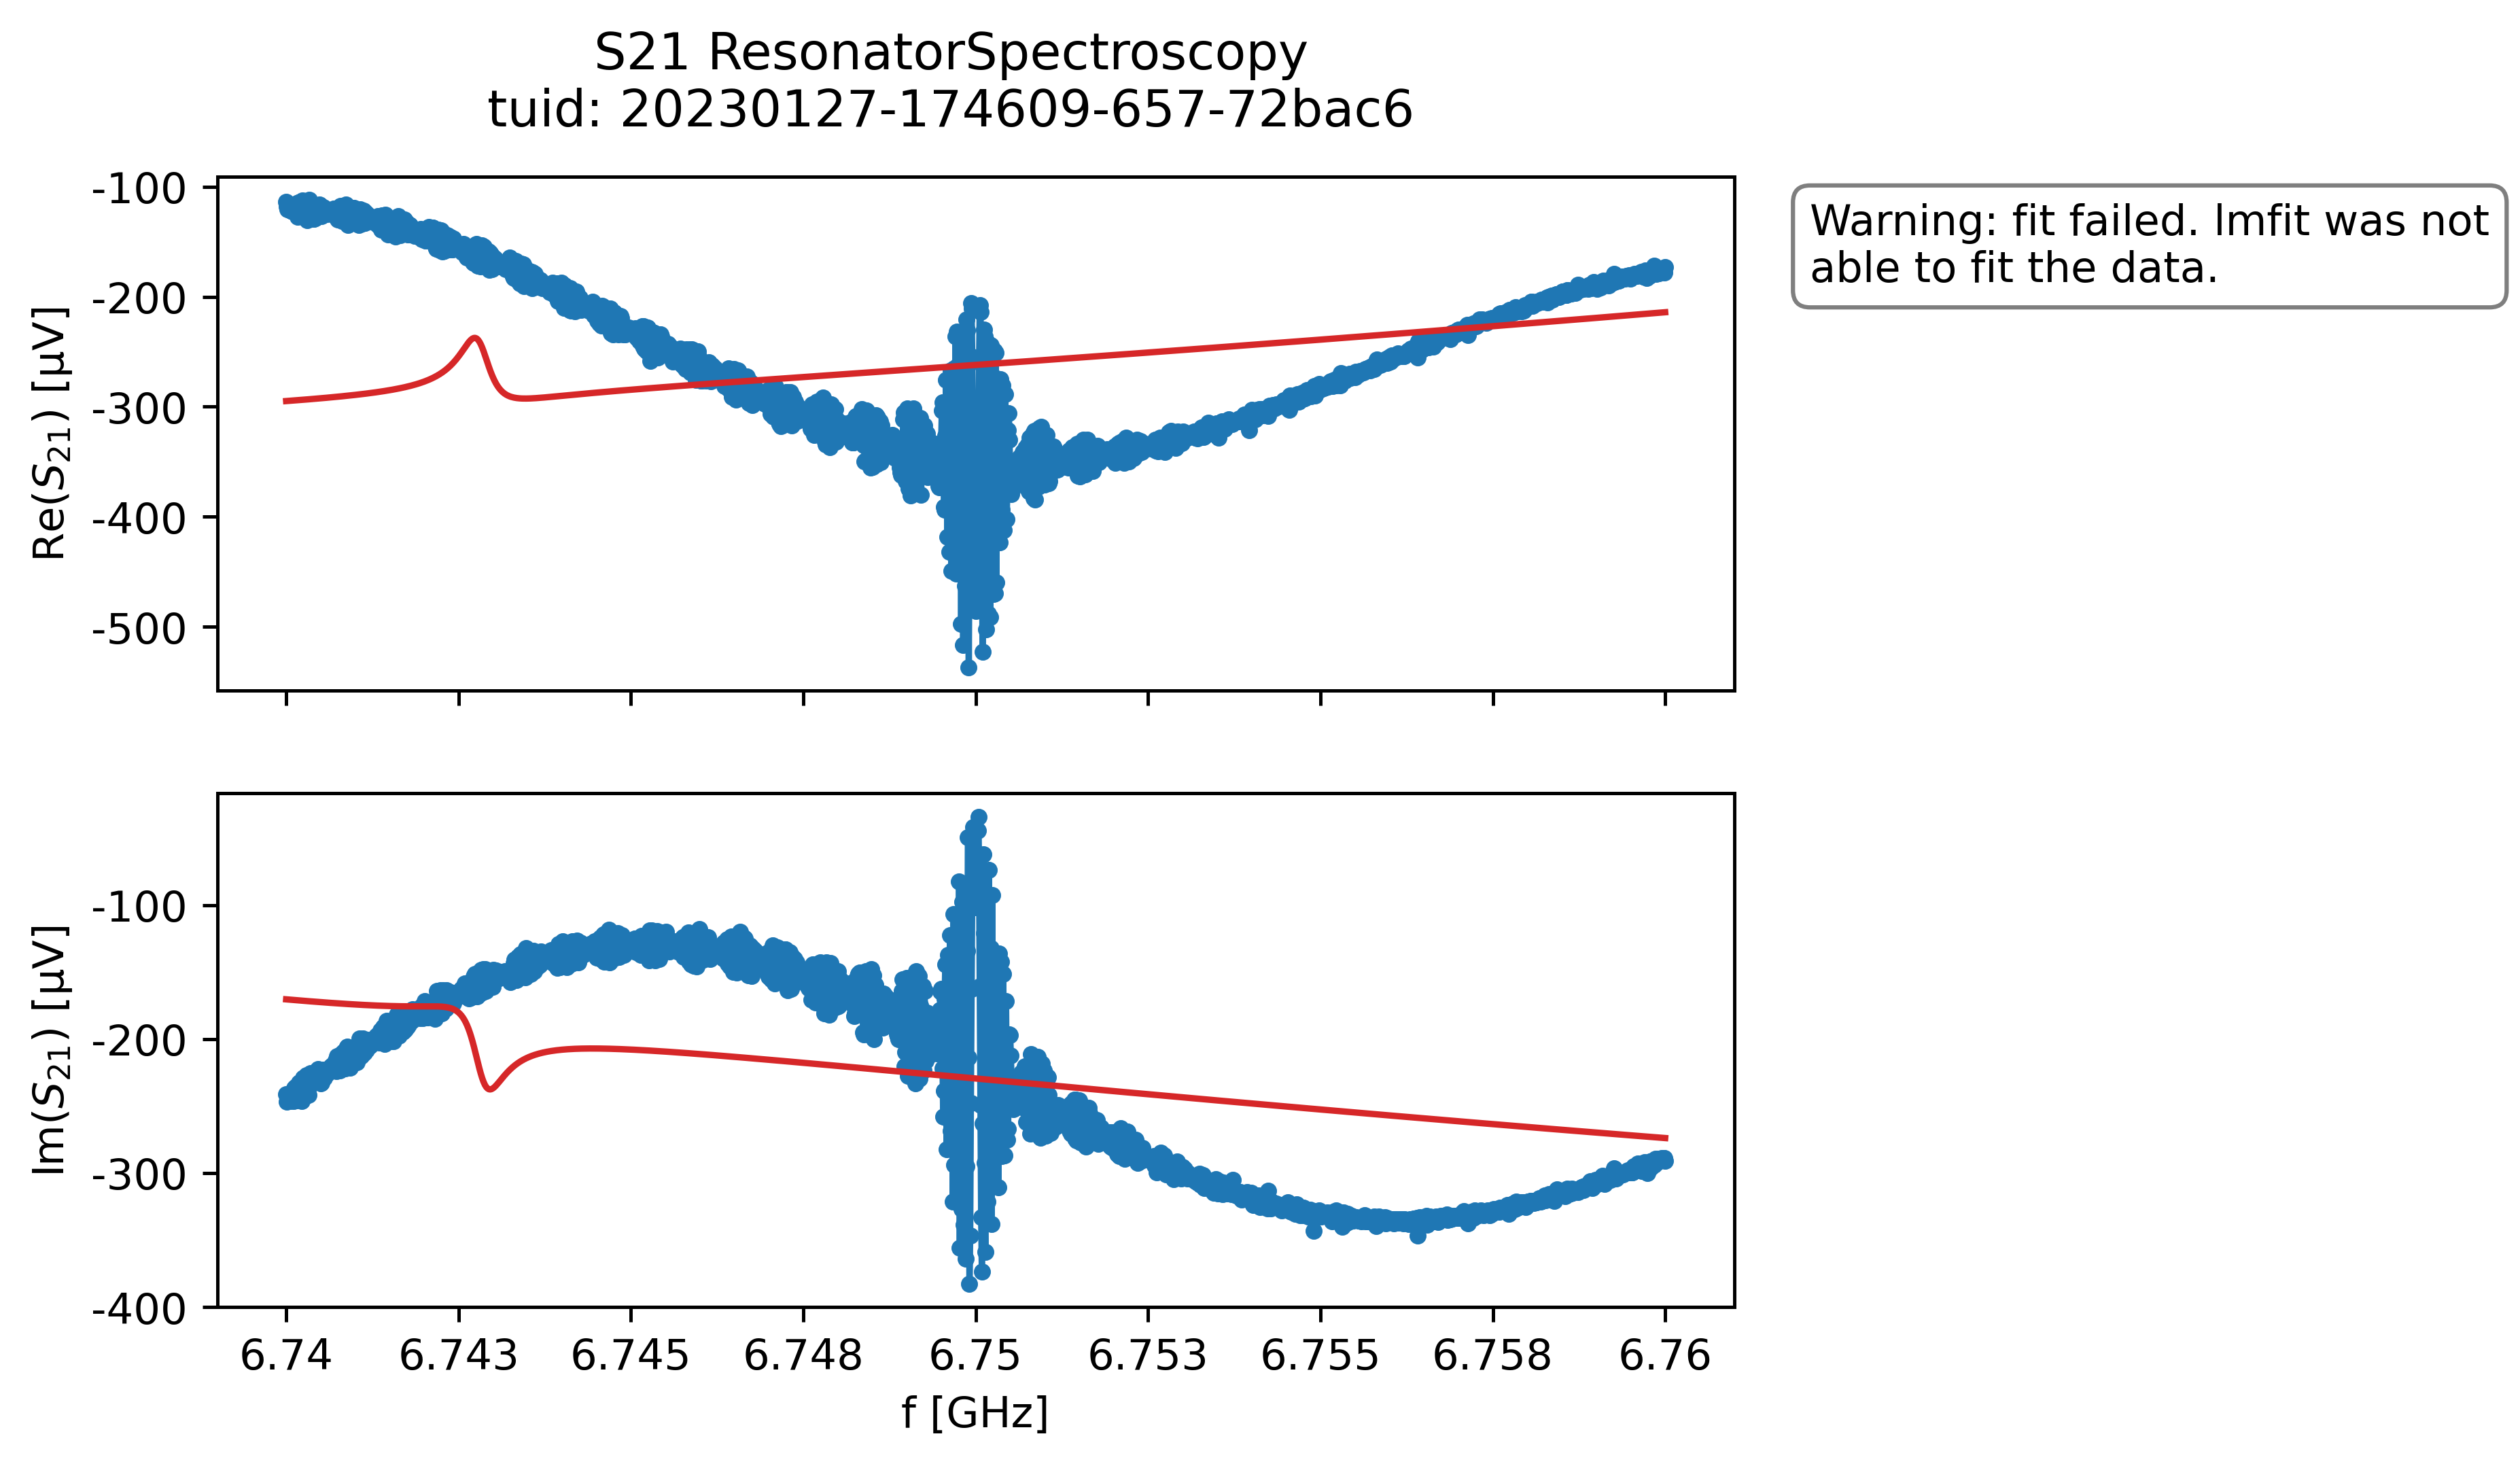 S21 ResonatorSpectroscopy
tuid: 20230127-174609-657-72bac6
Warning: fit failed. lmfit was not
able to fit the data.
-100
-200
-300
-400
-500
Re(S₂₁) [µV]
-100
-200
-300
-400
Im(S₂₁) [µV]
6.74 6.743 6.745 6.748 6.75 6.753 6.755 6.758 6.76
f [GHz]